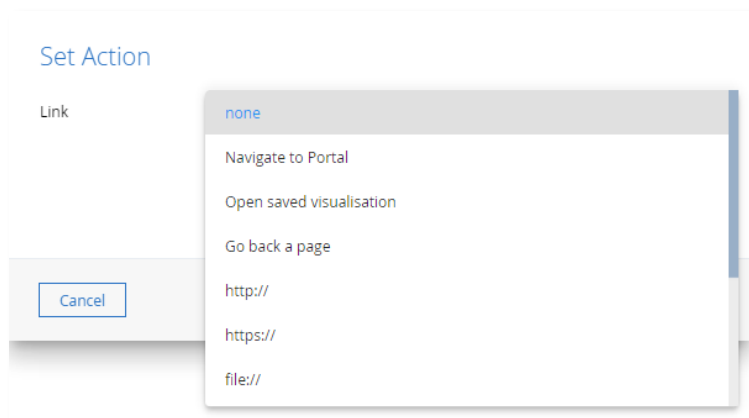 Set Action
Link
none
Navigate to Portal
Open saved visualisation
Go back a page
http://
Cancel
https://
file://